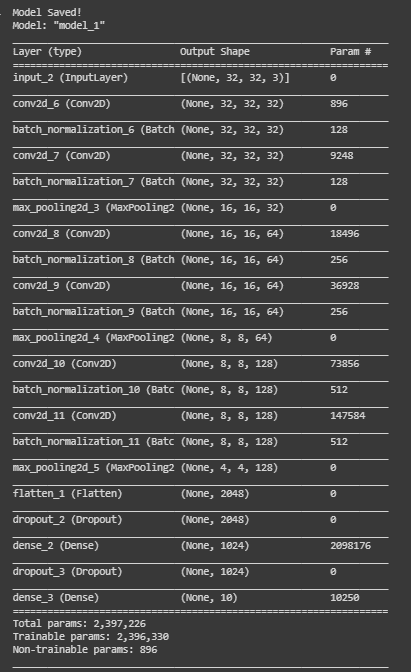 Model Saved!
Model: "model_1"
Layer (type) Output Shape Param #
input_2 (InputLayer) [(None, 32, 32, 3)] 0
conv2d_6 (Conv2D) (None, 32, 32, 32) 896
batch_normalization_6 (Batch (None, 32, 32, 32) 128
conv2d_7 (Conv2D) (None, 32, 32, 32) 9248
batch_normalization_7 (Batch (None, 32, 32, 32) 128
max_pooling2d_3 (MaxPooling2 (None, 16, 16, 32) 0
conv2d_8 (Conv2D) (None, 16, 16, 64) 18496
batch_normalization_8 (Batch (None, 16, 16, 64) 256
conv2d_9 (Conv2D) (None, 16, 16, 64) 36928
batch_normalization_9 (Batch (None, 16, 16, 64) 256
max_pooling2d_4 (MaxPooling2 (None, 8, 8, 64) 0
conv2d_10 (Conv2D) (None, 8, 8, 128) 73856
batch_normalization_10 (Batc (None, 8, 8, 128) 512
conv2d_11 (Conv2D) (None, 8, 8, 128) 147584
batch_normalization_11 (Batc (None, 8, 8, 128) 512
max_pooling2d_5 (MaxPooling2 (None, 4, 4, 128) 0
flatten_1 (Flatten) (None, 2048) 0
dropout_2 (Dropout) (None, 2048) 0
dense_2 (Dense) (None, 1024) 2098176
dropout_3 (Dropout) (None, 1024) 0
dense_3 (Dense) (None, 10) 10250
Total params: 2,397,226
Trainable params: 2,396,330
Non-trainable params: 896